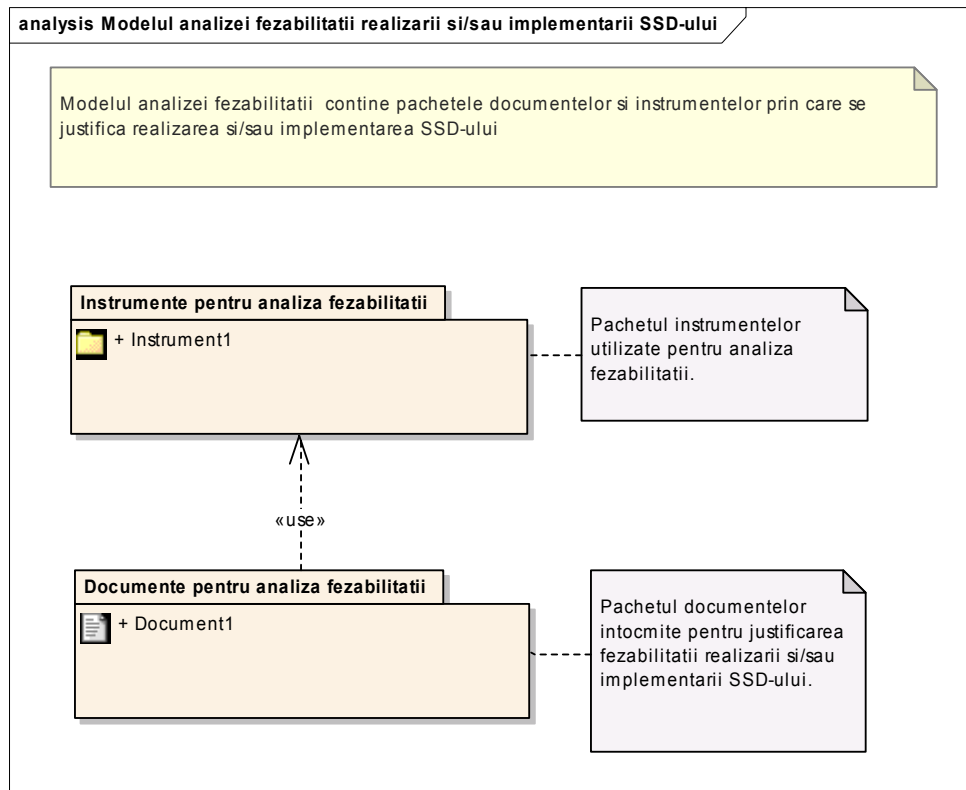 analysis Modelul analizei fezabilitatii realizarii si/sau implementarii SSD-ului
Modelul analizei fezabilitatii contine pachetele documentelor si instrumentelor prin care se
justifica realizarea si/sau implementarea SSD-ului
Instrumente pentru analiza fezabilitatii
+ Instrument1
Pachetul instrumentelor
utilizate pentru analiza
fezabilitatii.
«use»
Documente pentru analiza fezabilitatii
+ Document1
Pachetul documentelor
intocmite pentru justificarea
fezabilitatii realizarii si/sau
implementarii SSD-ului.